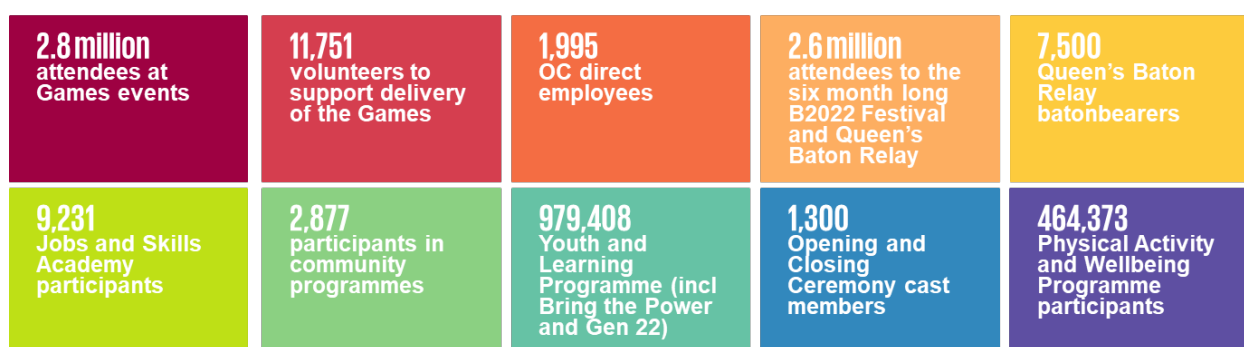 2.8 million
attendees at
Games events
11,751
volunteers to
support delivery
of the Games
1,995
OC direct
employees
2.6 million
attendees to the
six month long
B2022 Festival
and Queen's
Baton Relay
7,500
Queen's Baton
Relay
batonbearers
9,231
Jobs and Skills
Academy
participants
2,877
participants in
community
programmes
979,408
Youth and
Learning
Programme (incl
Bring the Power
and Gen 22)
1,300
Opening and
Closing
Ceremony cast
members
464,373
Physical Activity
and Wellbeing
Programme
participants